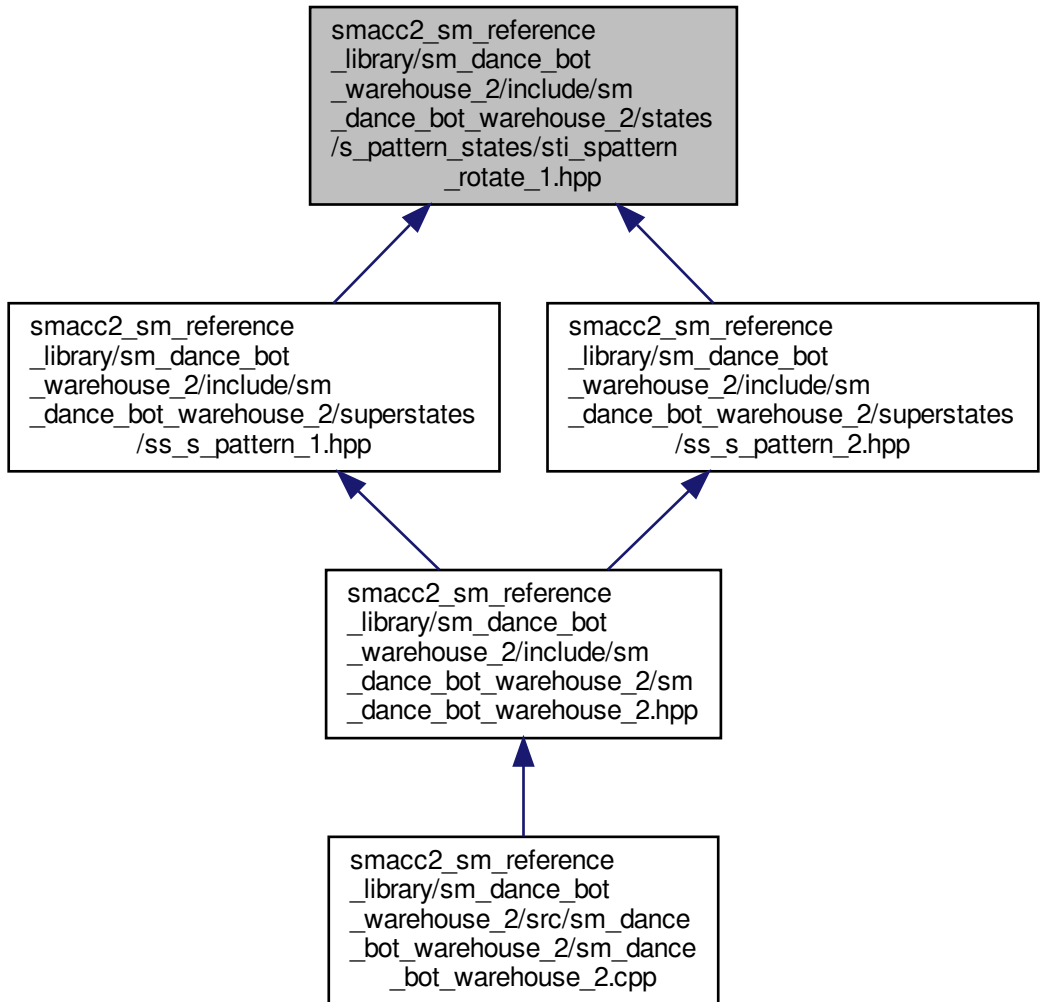 smacc2_sm_reference
_library/sm_dance_bot
_warehouse_2/include/sm
_dance_bot_warehouse_2/states
/s_pattern_states/sti_spattern
_rotate_1.hpp
smacc2_sm_reference
_library/sm_dance_bot
_warehouse_2/include/sm
_dance_bot_warehouse_2/superstates
/ss_s_pattern_1.hpp
smacc2_sm_reference
_library/sm_dance_bot
_warehouse_2/include/sm
_dance_bot_warehouse_2/superstates
/ss_s_pattern_2.hpp
smacc2_sm_reference
_library/sm_dance_bot
_warehouse_2/include/sm
_dance_bot_warehouse_2/sm
_dance_bot_warehouse_2.hpp
smacc2_sm_reference
_library/sm_dance_bot
_warehouse_2/src/sm_dance
_bot_warehouse_2/sm_dance
_bot_warehouse_2.cpp